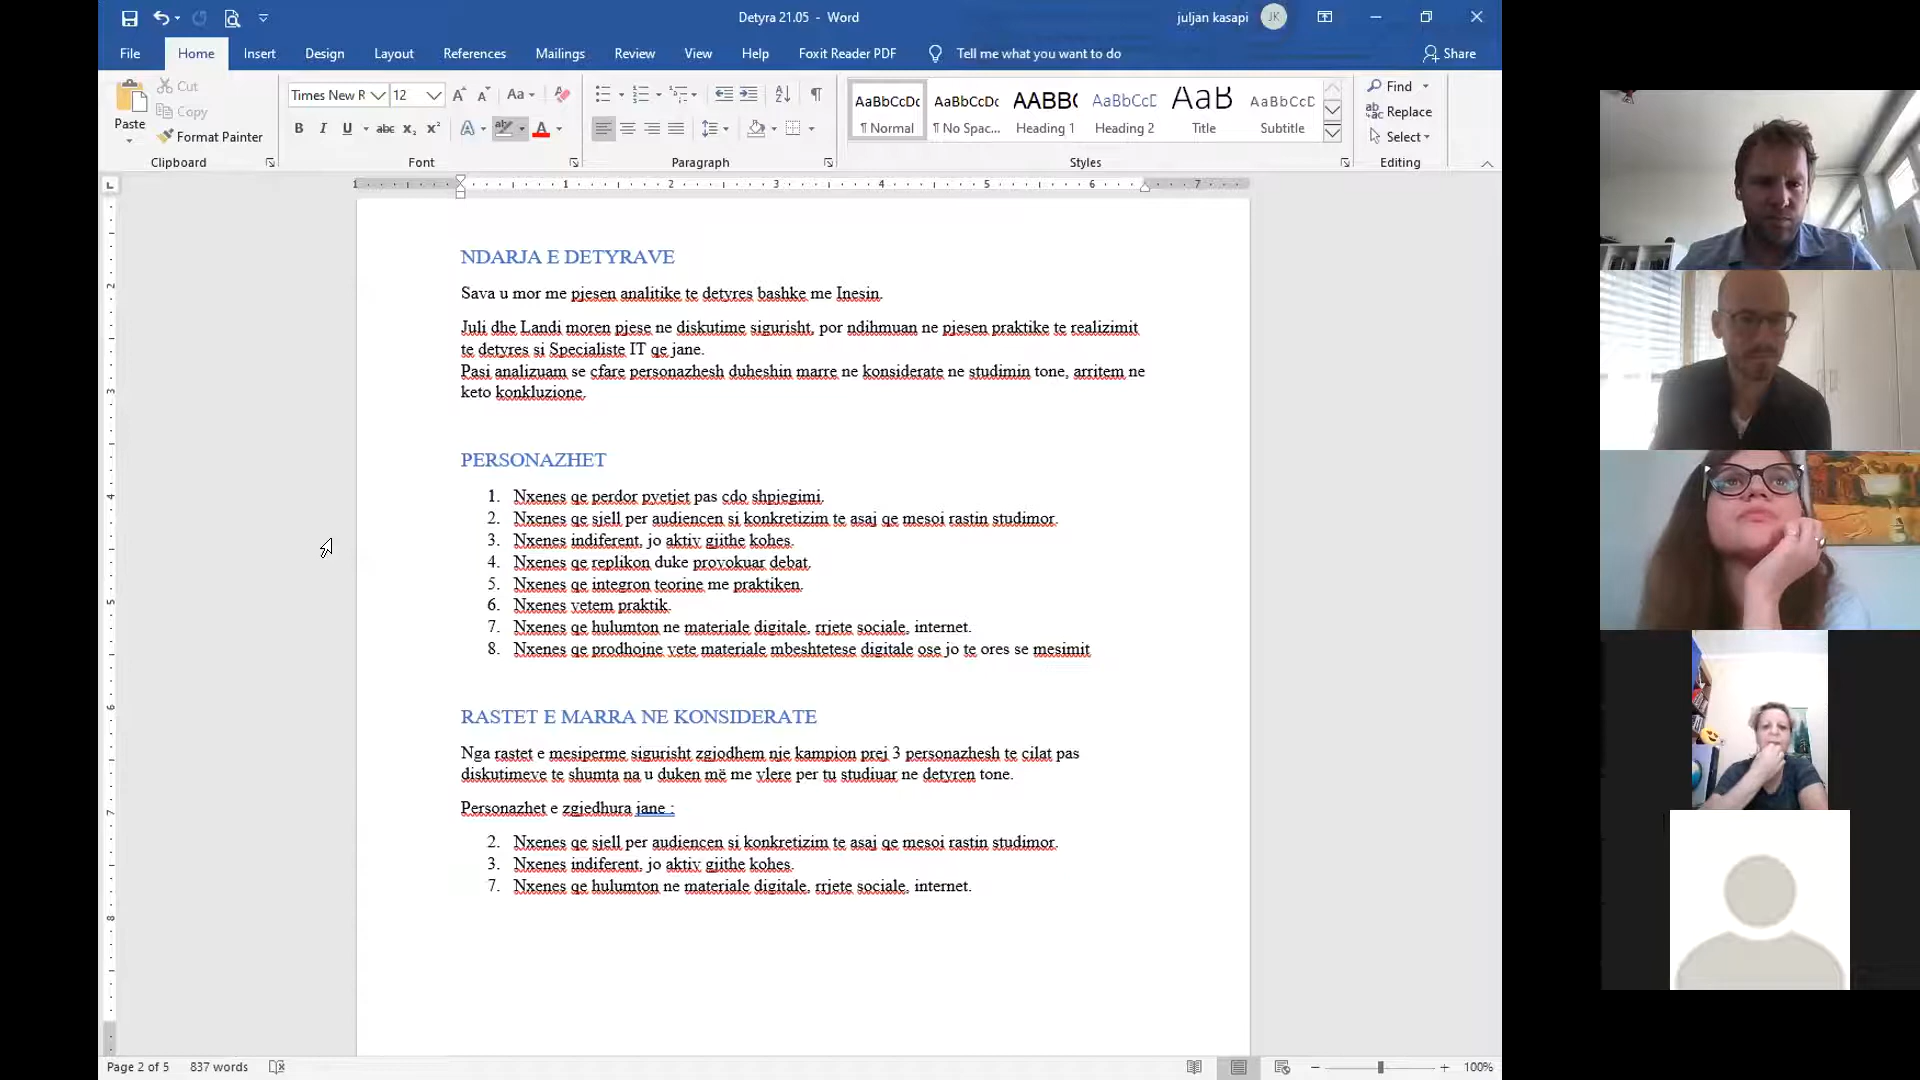 Detyra 21.05 - Word
juljan kasapi
JK
File Home Insert Design Layout References Mailings Review View Help Foxit Reader PDF Tell me what you want to do Share
Paste
Cut
Copy
Format Painter
Clipboard
Times New R 12
Font
Paragraph
AaBbCcDc AaBbCcDc AABBC AaBbCcD AaB AaBbCcD
¶ Normal ¶ No Spac... Heading 1 Heading 2 Title Subtitle
Styles
Find
Replace
Select
Editing
1 1 2 3 4 5 6 7
NDARJA E DETYRAVE
Sava u mor me pjesen analitike te detyres bashke me Inesin.
Juli dhe Landi moren pjese ne diskutime sigurisht, por ndihmuan ne pjesen praktike te realizimit
te detyres si Specialiste IT qe jane.
Pasi analizuam se cfare personazhesh duheshin marre ne konsiderate ne studimin tone, arritem ne
keto konkluzione.
PERSONAZHET
1. Nxenes qe perdor pyetjet pas cdo shpjegimi.
2. Nxenes qe sjell per audiencen si konkretizim te asaj qe mesoi rastin studimor.
3. Nxenes indiferent, jo aktiv gjithe kohes.
4. Nxenes qe replikon duke provokuar debat.
5. Nxenes qe integron teorine me praktiken.
6. Nxenes vetem praktik.
7. Nxenes qe hulumton ne materiale digitale, rrjete sociale, internet.
8. Nxenes qe prodhojne vete materiale mbeshtetese digitale ose jo te ores se mesimit
RASTET E MARRA NE KONSIDERATE
Nga rastet e mesiperme sigurisht zgjodhem nje kampion prej 3 personazhesh te cilat pas
diskutimeve te shumta na u duken më me vlere per tu studiuar ne detyren tone.
Personazhet e zgjedhura jane :
2. Nxenes qe sjell per audiencen si konkretizim te asaj qe mesoi rastin studimor.
3. Nxenes indiferent, jo aktiv gjithe kohes.
7. Nxenes qe hulumton ne materiale digitale, rrjete sociale, internet.
Page 2 of 5 837 words
100%